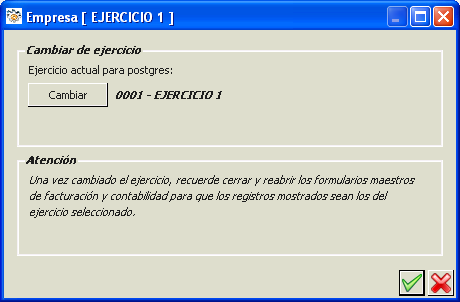 Empresa [ EJERCICIO 1 ]
Cambiar de ejercicio
Ejercicio actual para postgres:
Cambiar 0001 - EJERCICIO 1
Atención
Una vez cambiado el ejercicio, recuerde cerrar y reabrir los formularios maestros
de facturación y contabilidad para que los registros mostrados sean los del
ejercicio seleccionado.